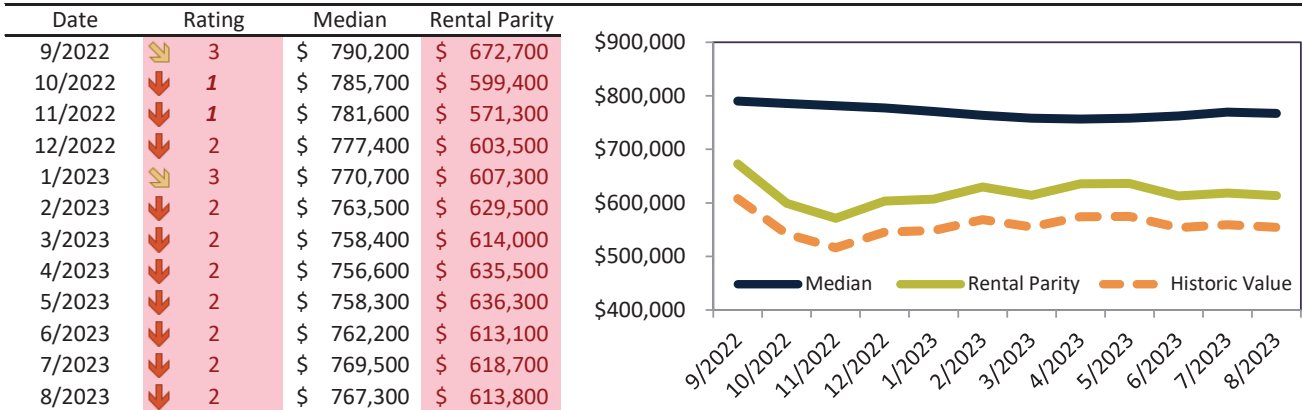 Date Rating Median Rental Parity
9/2022 3 $ 790,200 $ 672,700
10/2022 1 $ 785,700 $ 599,400
11/2022 1 $ 781,600 $ 571,300
12/2022 2 $ 777,400 $ 603,500
1/2023 3 $ 770,700 $ 607,300
2/2023 2 $ 763,500 $ 629,500
3/2023 2 $ 758,400 $ 614,000
4/2023 2 $ 756,600 $ 635,500
5/2023 2 $ 758,300 $ 636,300
6/2023 2 $ 762,200 $ 613,100
7/2023 2 $ 769,500 $ 618,700
8/2023 2 $ 767,300 $ 613,800
$900,000
$800,000
$700,000
$600,000
$500,000
$400,000
Median Rental Parity Historic Value
9/2022 10/2022 11/2022 12/2022 1/2023 2/2023 3/2023 4/2023 5/2023 6/2023 7/2023 8/2023